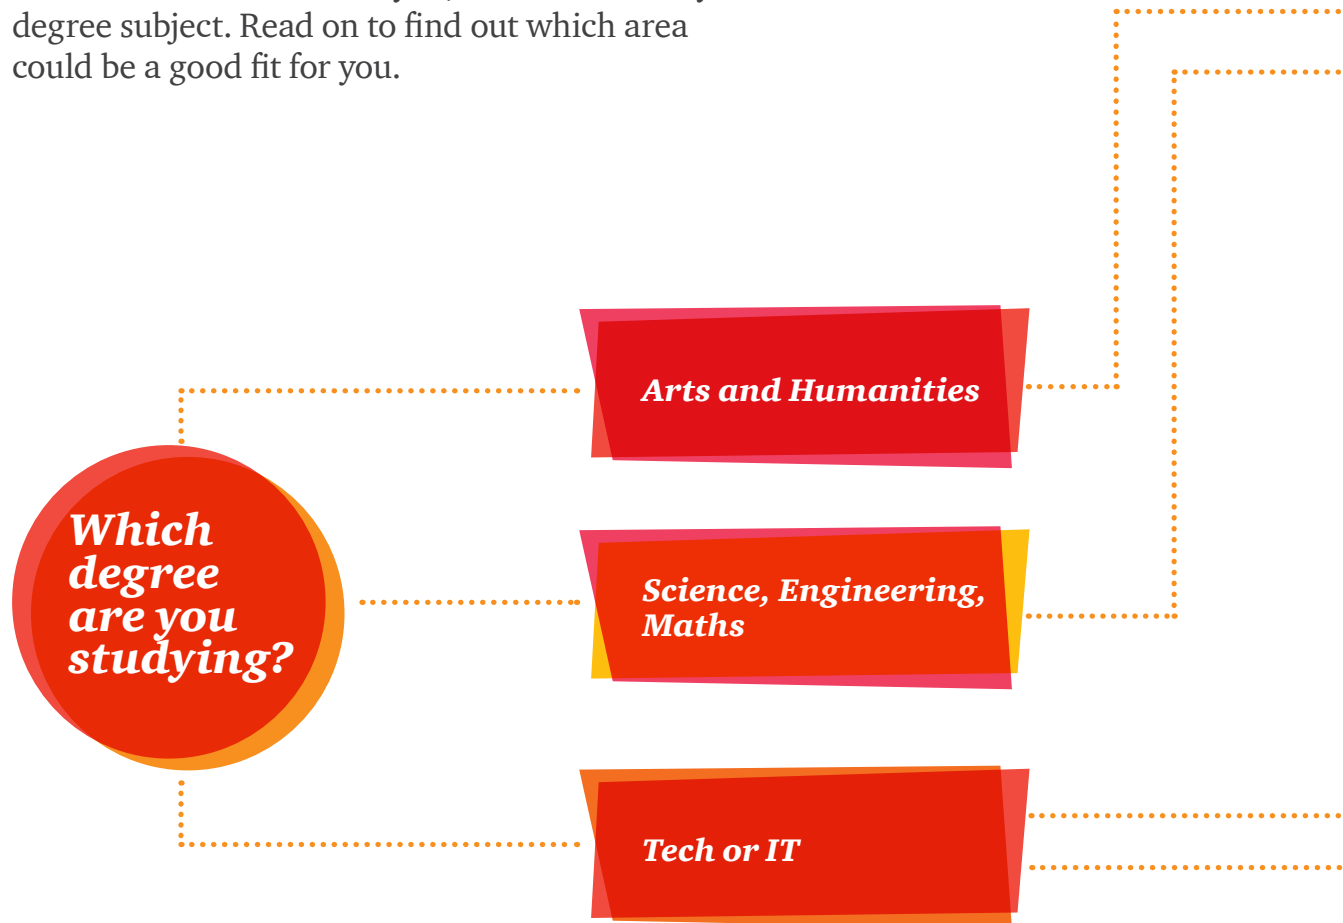 degree subject. Read on to find out which area
could be a good fit for you.
Arts and Humanities
Which
degree
are you
studying?
Science, Engineering,
Maths
Tech or IT